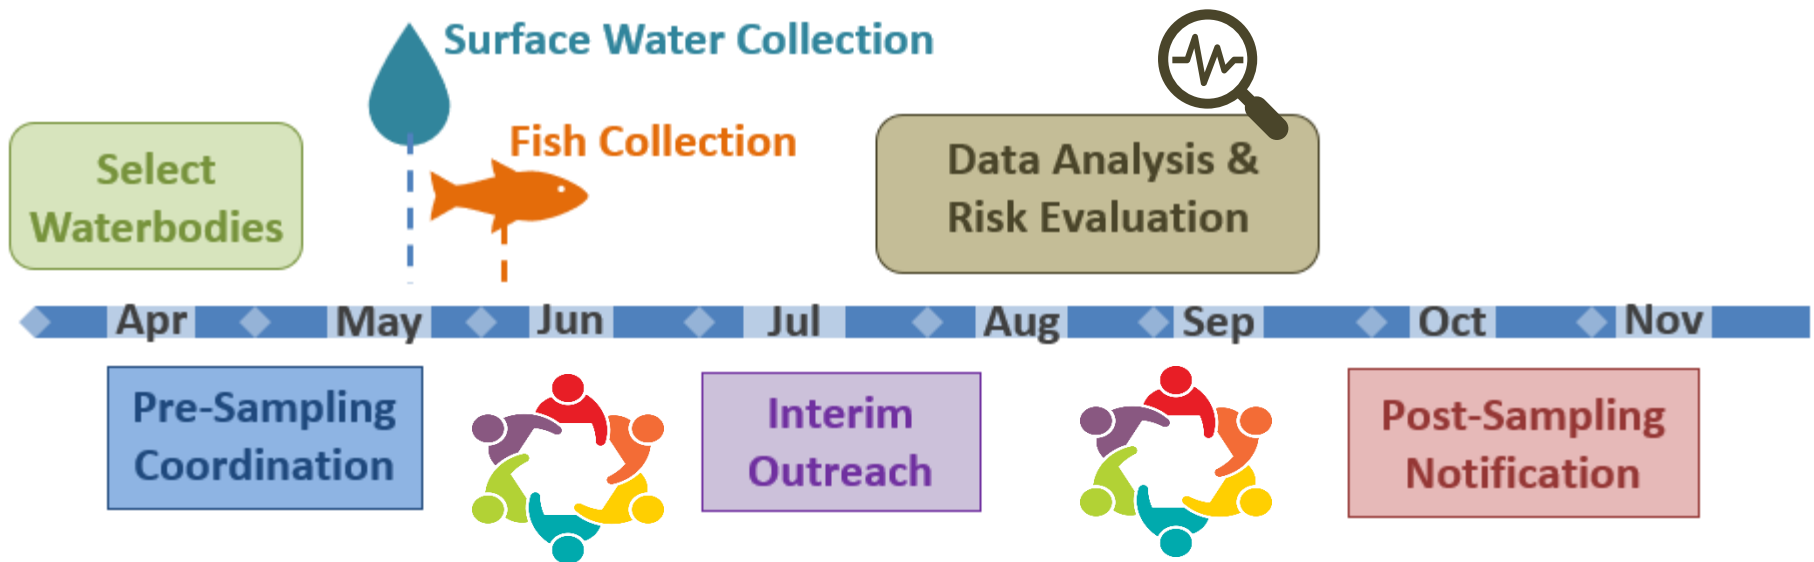 Surface Water Collection
Fish Collection
Select
Waterbodies
Data Analysis &
Risk Evaluation
Apr May Jun Jul Aug Sep Oct Nov
Pre-Sampling
Coordination
Interim
Outreach
Post-Sampling
Notification